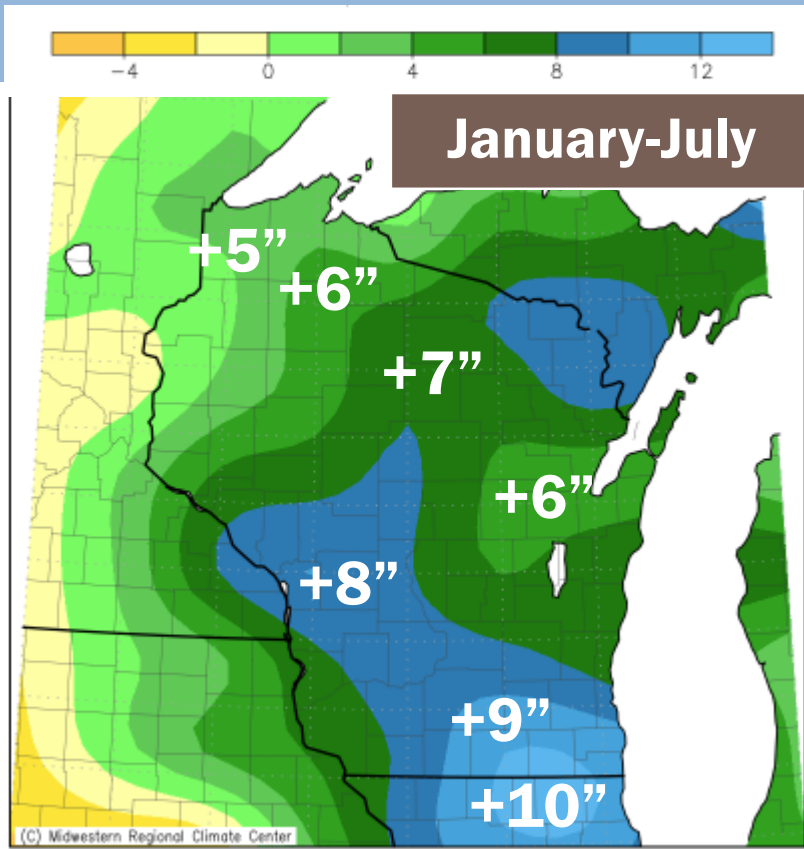 -4 0 4 8 12
January-July
+5”
+6”
+7”
+6”
+8”
+9”
+10”
(C) Midwestern Regional Climate Center